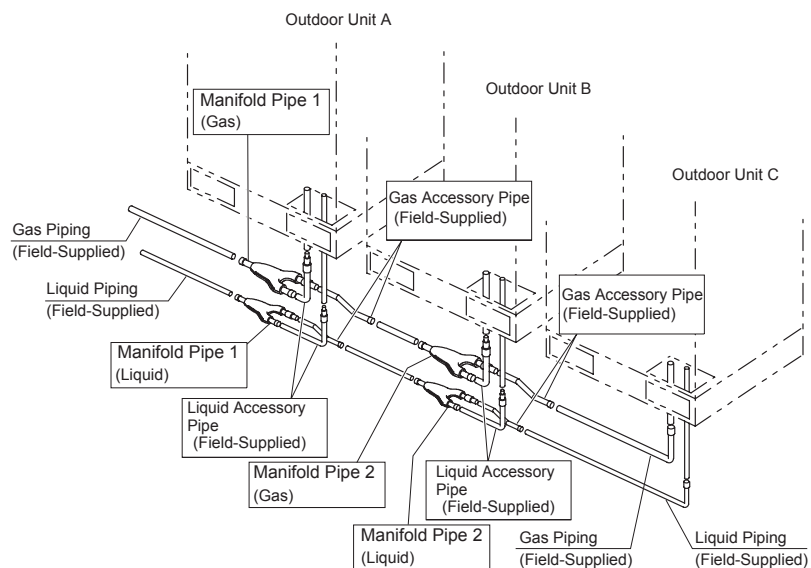 Outdoor Unit A
Manifold Pipe 1
(Gas)
Outdoor Unit B
Outdoor Unit C
Gas Accessory Pipe
(Field-Supplied)
Gas Piping
(Field-Supplied)
Liquid Piping
(Field-Supplied)
Gas Accessory Pipe
(Field-Supplied)
Manifold Pipe 1
(Liquid)
Liquid Accessory
Pipe
(Field-Supplied)
Manifold Pipe 2
(Gas)
Liquid Accessory
Pipe
(Field-Supplied)
Manifold Pipe 2
(Liquid)
Gas Piping
(Field-Supplied)
Liquid Piping
(Field-Supplied)